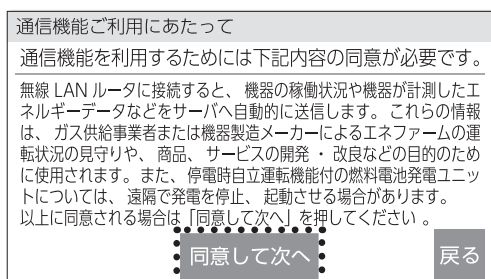 通信機能ご利用にあたって
通信機能を利用するためには下記内容の同意が必要です。
無線 LAN ルータに接続すると、機器の稼働状況や機器が計測したエ
ネルギーデータなどをサーバへ自動的に送信します。これらの情報
は、ガス供給事業者または機器製造メーカーによるエネファームの運
転状況の見守りや、商品、サービスの開発・改良などの目的のため
に使用されます。また、停電時自立運転機能付の燃料電池発電ユニッ
トについては、遠隔で発電を停止、起動させる場合があります。
以上に同意される場合は「同意して次へ」を押してください。
同意して次へ 戻る